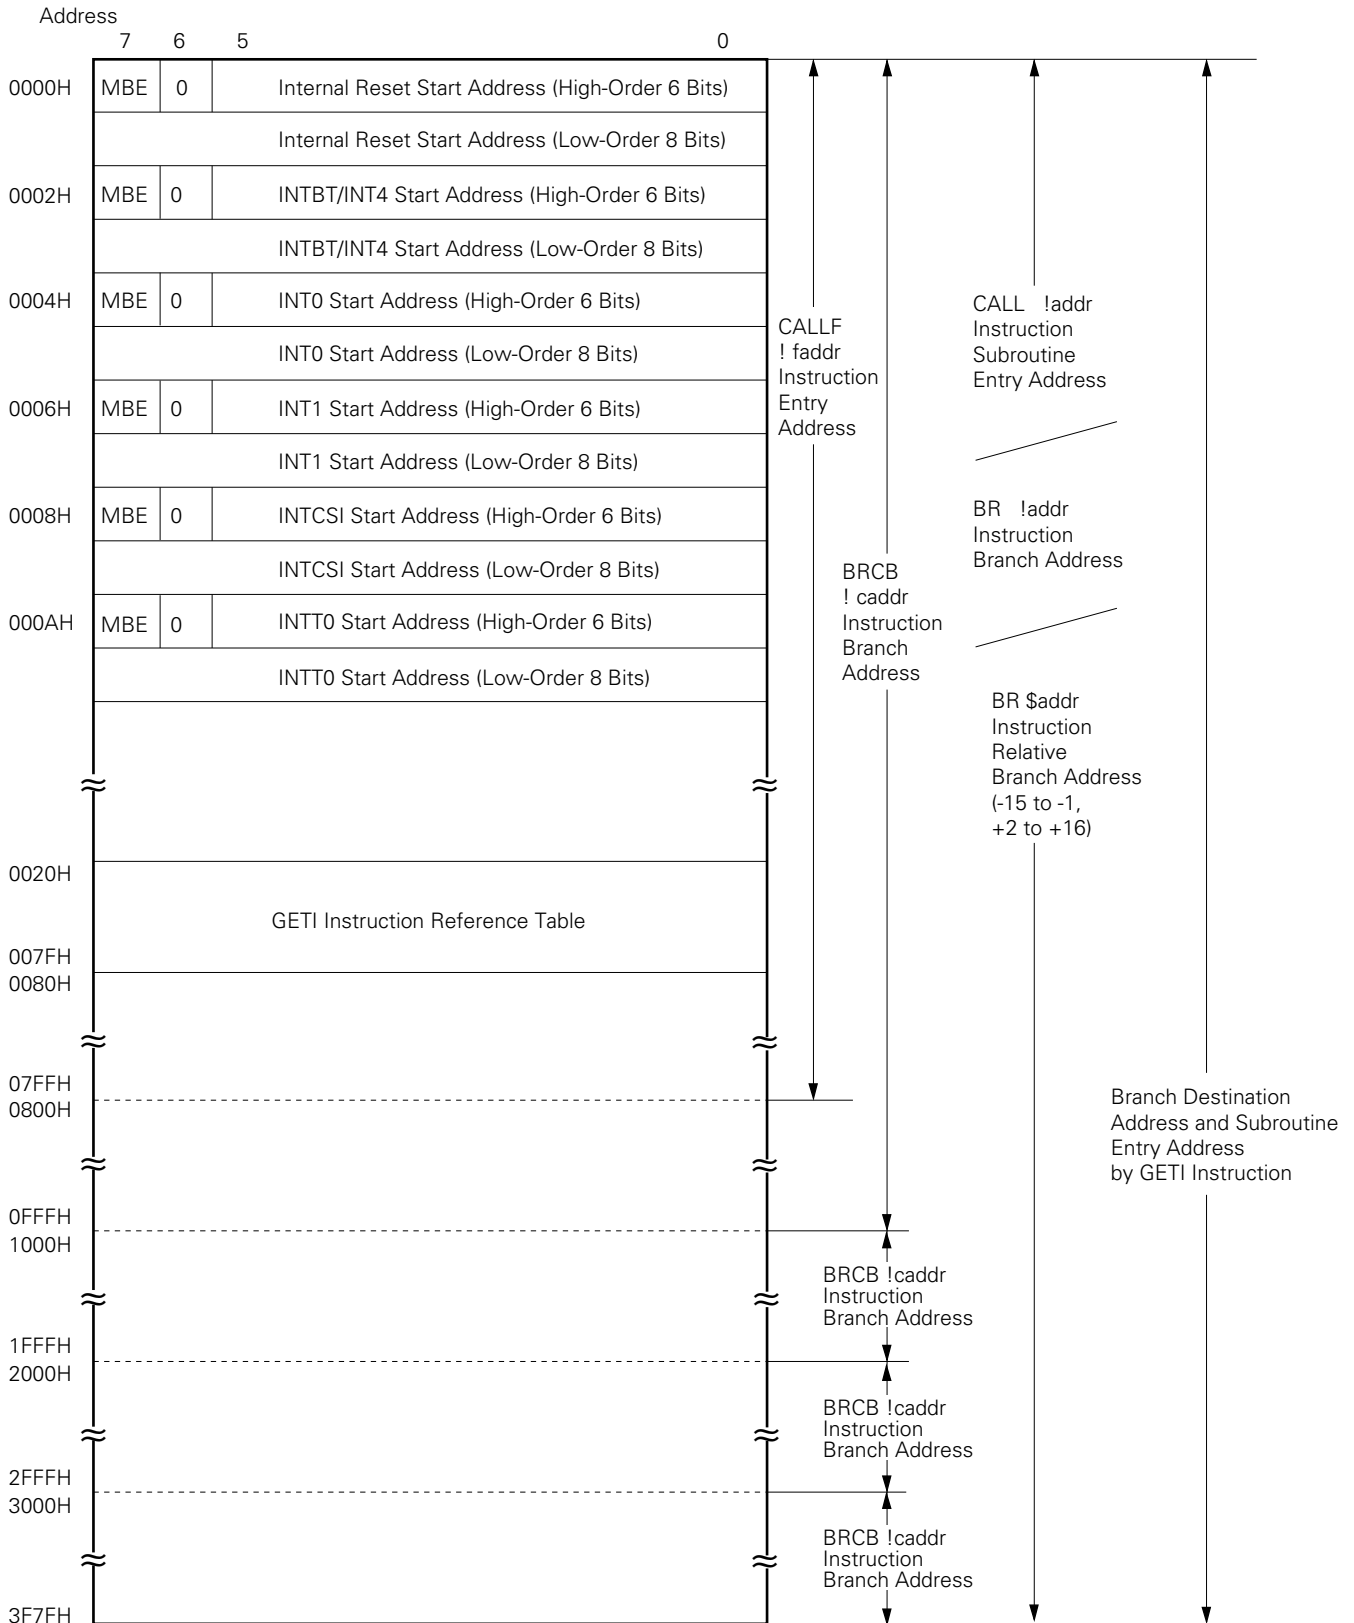 Address
7 6 5 0
0000H MBE 0 Internal Reset Start Address (High-Order 6 Bits)
Internal Reset Start Address (Low-Order 8 Bits)
0002H MBE 0 INTBT/INT4 Start Address (High-Order 6 Bits)
INTBT/INT4 Start Address (Low-Order 8 Bits)
0004H MBE 0 INT0 Start Address (High-Order 6 Bits)
INT0 Start Address (Low-Order 8 Bits)
0006H MBE 0 INT1 Start Address (High-Order 6 Bits)
INT1 Start Address (Low-Order 8 Bits)
0008H MBE 0 INTCSI Start Address (High-Order 6 Bits)
INTCSI Start Address (Low-Order 8 Bits)
000AH MBE 0 INTT0 Start Address (High-Order 6 Bits)
INTT0 Start Address (Low-Order 8 Bits)
0020H
GETI Instruction Reference Table
007FH
0080H
07FFH
0800H
0FFFH
1000H
1FFFH
2000H
2FFFH
3000H
3F7FH
CALLF
! faddr
Instruction
Entry
Address
BRCB
! caddr
Instruction
Branch
Address
BRCB !caddr
Instruction
Branch Address
BRCB !caddr
Instruction
Branch Address
BRCB !caddr
Instruction
Branch Address
CALL !addr
Instruction
Subroutine
Entry Address
BR !addr
Instruction
Branch Address
BR $addr
Instruction
Relative
Branch Address
(-15 to -1,
+2 to +16)
Branch Destination
Address and Subroutine
Entry Address
by GETI Instruction